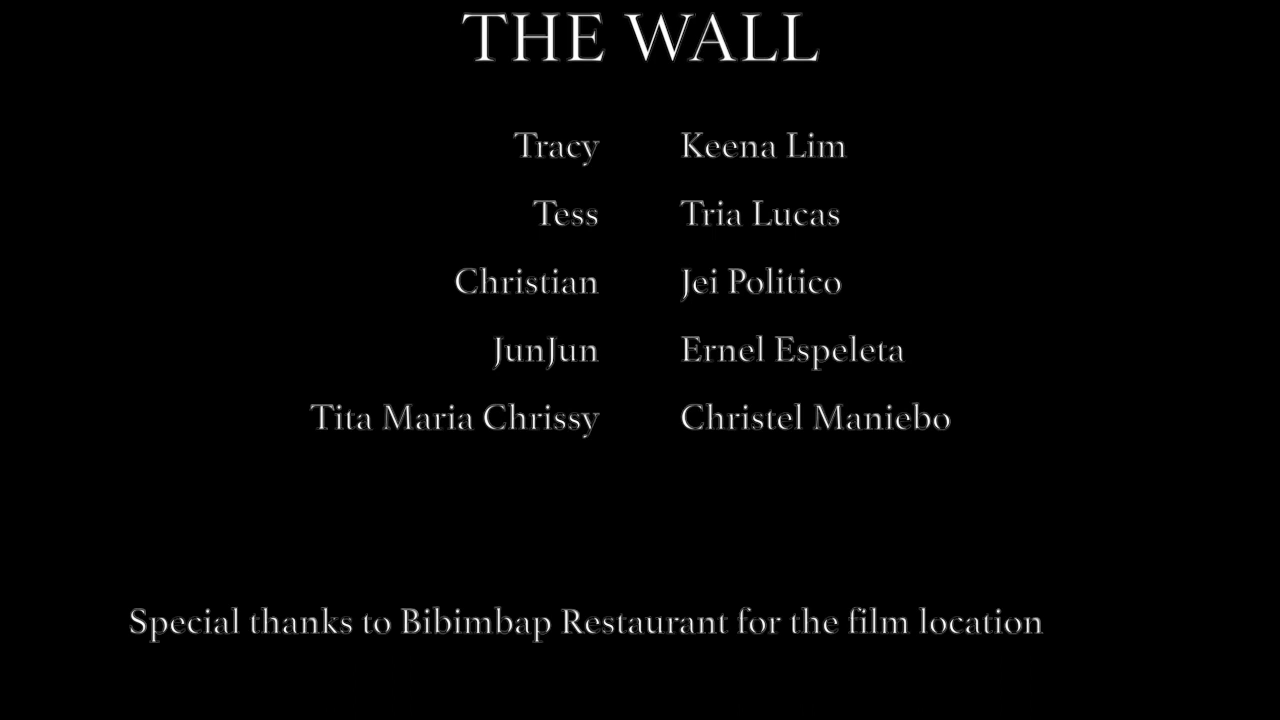 THE WALL
Tracy Keena Lim
Tess Tria Lucas
Christian Jei Politico
JunJun Ernel Espeleta
Tita Maria Chrissy Christel Maniebo
Special thanks to Bibimbap Restaurant for the film location